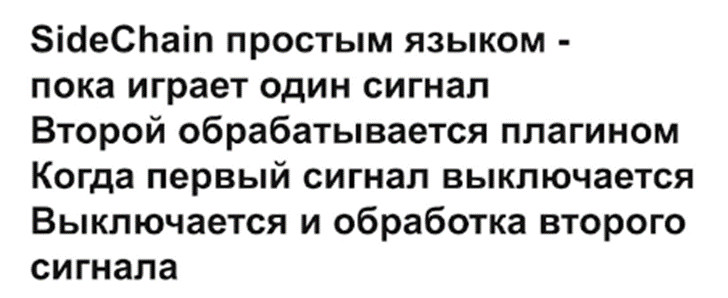 SideChain простым языком -
пока играет один сигнал
Второй обрабатывается плагином
Когда первый сигнал выключается
Выключается и обработка второго
сигнала